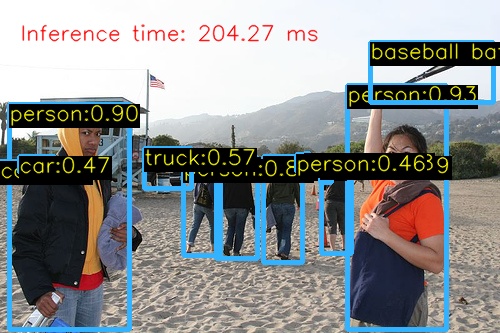 Inference time: 204.27 ms
baseball bat
person:0.93
person:0.90
truck:0.57
car:0.47
person:0.46